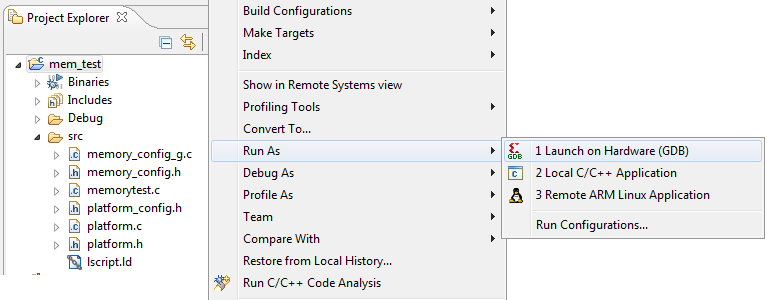 Project Explorer
mem_test
Binaries
Includes
Debug
src
memory_config_g.c
memory_config.h
memorytest.c
platform_config.h
platform.c
platform.h
lscript.ld
Build Configurations
Make Targets
Index
Show in Remote Systems view
Profiling Tools
Convert To...
Run As
Debug As
Profile As
Team
Compare With
Restore from Local History...
Run C/C++ Code Analysis
GDB 1 Launch on Hardware (GDB)
2 Local C/C++ Application
3 Remote ARM Linux Application
Run Configurations...